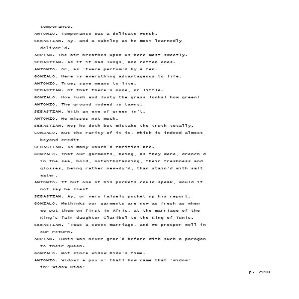 temperance.
ANTONIO. Temperance was a delicate wench.
SEBASTIAN. Ay, and a subtle; as he most learnedly
deliver'd.
ADRIAN. The air breathes upon us here most sweetly.
SEBASTIAN. As if it had lungs, and rotten ones.
ANTONIO. Or, as 'twere perfum'd by a fen.
GONZALO. Here is everything advantageous to life.
ANTONIO. True; save means to live.
SEBASTIAN. Of that there's none, or little.
GONZALO. How lush and lusty the grass looks! how green!
ANTONIO. The ground indeed is tawny.
SEBASTIAN. With an eye of green in't.
ANTONIO. He misses not much.
SEBASTIAN. No; he doth but mistake the truth totally.
GONZALO. But the rarity of it is, which is indeed almost
beyond credit-
SEBASTIAN. As many vouch'd rarities are.
GONZALO. That our garments, being, as they were, drench'd
in the sea, hold, notwithstanding, their freshness and
glosses, being rather new-dy'd, than stain'd with salt
water.
ANTONIO. If but one of his pockets could speak, would it
not say he lies?
SEBASTIAN. Ay, or very falsely pocket up his report.
GONZALO. Methinks our garments are now as fresh as when
we put them on first in Afric, at the marriage of the
King's fair daughter Claribel to the King of Tunis.
SEBASTIAN. 'Twas a sweet marriage, and we prosper well in
our return.
ADRIAN. Tunis was never grac'd before with such a paragon
to their queen.
GONZALO. Not since widow Dido's time.
ANTONIO. Widow! a pox o' that! How came that 'widow'
in? Widow Dido!